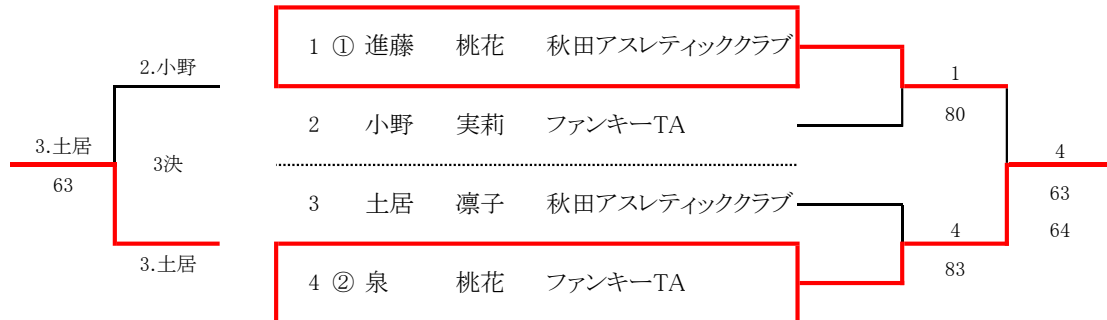 1 ① 進藤 桃花 秋田アスレティッククラブ
2.小野
1
80
2 小野 実莉 ファンキーTA
3.土居
63
3決
4
63
64
3 土居 凛子 秋田アスレティッククラブ
4
83
3.土居
4 ② 泉 桃花 ファンキーTA